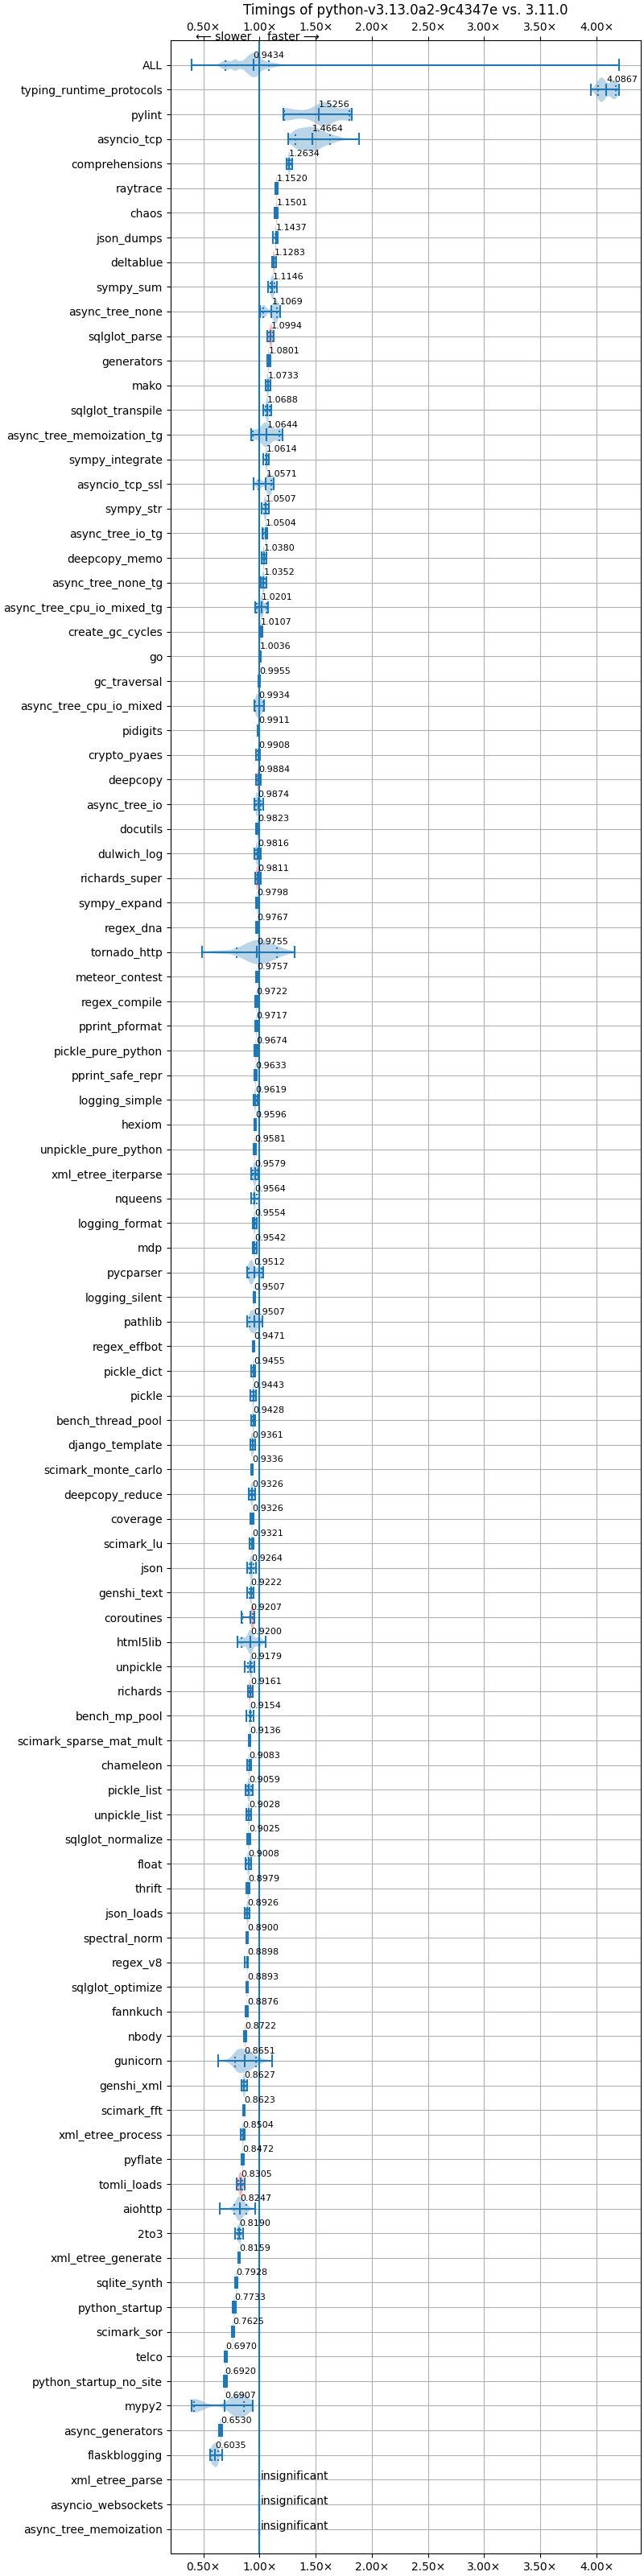 Timings of python-v3.13.0a2-9c4347e vs. 3.11.0
0.50× 1.00× 1.50× 2.00× 2.50× 3.00× 3.50× 4.00×
⟵ slower faster ⟶
ALL 0.9434
typing_runtime_protocols 4.0867
pylint 1.5256
asyncio_tcp 1.4664
comprehensions 1.2634
raytrace 1.1520
chaos 1.1501
json_dumps 1.1437
deltablue 1.1283
sympy_sum 1.1146
async_tree_none 1.1069
sqlglot_parse 1.0994
generators 1.0801
mako 1.0733
sqlglot_transpile 1.0688
async_tree_memoization_tg 1.0644
sympy_integrate 1.0614
asyncio_tcp_ssl 1.0571
sympy_str 1.0507
async_tree_io_tg 1.0504
deepcopy_memo 1.0380
async_tree_none_tg 1.0352
async_tree_cpu_io_mixed_tg 1.0201
create_gc_cycles 1.0107
go 1.0036
gc_traversal 0.9955
async_tree_cpu_io_mixed 0.9934
pidigits 0.9911
crypto_pyaes 0.9908
deepcopy 0.9884
async_tree_io 0.9874
docutils 0.9823
dulwich_log 0.9816
richards_super 0.9811
sympy_expand 0.9798
regex_dna 0.9767
tornado_http 0.9755
meteor_contest 0.9757
regex_compile 0.9722
pprint_pformat 0.9717
pickle_pure_python 0.9674
pprint_safe_repr 0.9633
logging_simple 0.9619
hexiom 0.9596
unpickle_pure_python 0.9581
xml_etree_iterparse 0.9579
nqueens 0.9564
logging_format 0.9554
mdp 0.9542
pycparser 0.9512
logging_silent 0.9507
pathlib 0.9507
regex_effbot 0.9471
pickle_dict 0.9455
pickle 0.9443
bench_thread_pool 0.9428
django_template 0.9361
scimark_monte_carlo 0.9336
deepcopy_reduce 0.9326
coverage 0.9326
scimark_lu 0.9321
json 0.9264
genshi_text 0.9222
coroutines 0.9207
html5lib 0.9200
unpickle 0.9179
richards 0.9161
bench_mp_pool 0.9154
scimark_sparse_mat_mult 0.9136
chameleon 0.9083
pickle_list 0.9059
unpickle_list 0.9028
sqlglot_normalize 0.9025
float 0.9008
thrift 0.8979
json_loads 0.8926
spectral_norm 0.8900
regex_v8 0.8898
sqlglot_optimize 0.8893
fannkuch 0.8876
nbody 0.8722
gunicorn 0.8651
genshi_xml 0.8627
scimark_fft 0.8623
xml_etree_process 0.8504
pyflate 0.8472
tomli_loads 0.8305
aiohttp 0.8247
2to3 0.8190
xml_etree_generate 0.8159
sqlite_synth 0.7928
python_startup 0.7733
scimark_sor 0.7625
telco 0.6970
python_startup_no_site 0.6920
mypy2 0.6907
async_generators 0.6530
flaskblogging 0.6035
xml_etree_parse insignificant
asyncio_websockets insignificant
async_tree_memoization insignificant
0.50× 1.00× 1.50× 2.00× 2.50× 3.00× 3.50× 4.00×